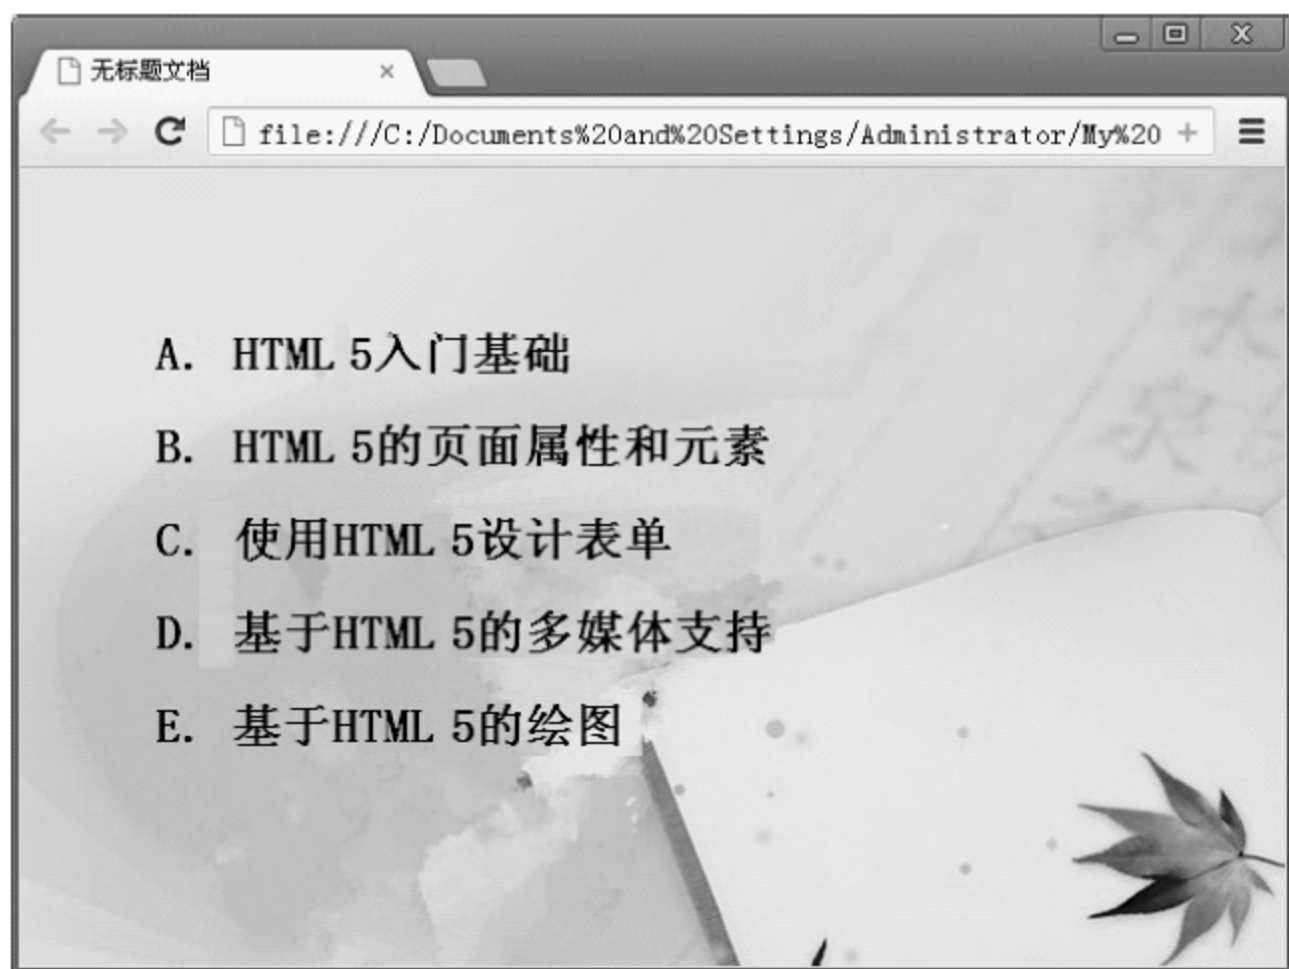 无标题文档
file:///C:/Documents%20and%20Settings/Administrator/My%20
A. HTML 5入门基础
B. HTML 5的页面属性和元素
C. 使用HTML 5设计表单
D. 基于HTML 5的多媒体支持
E. 基于HTML 5的绘图